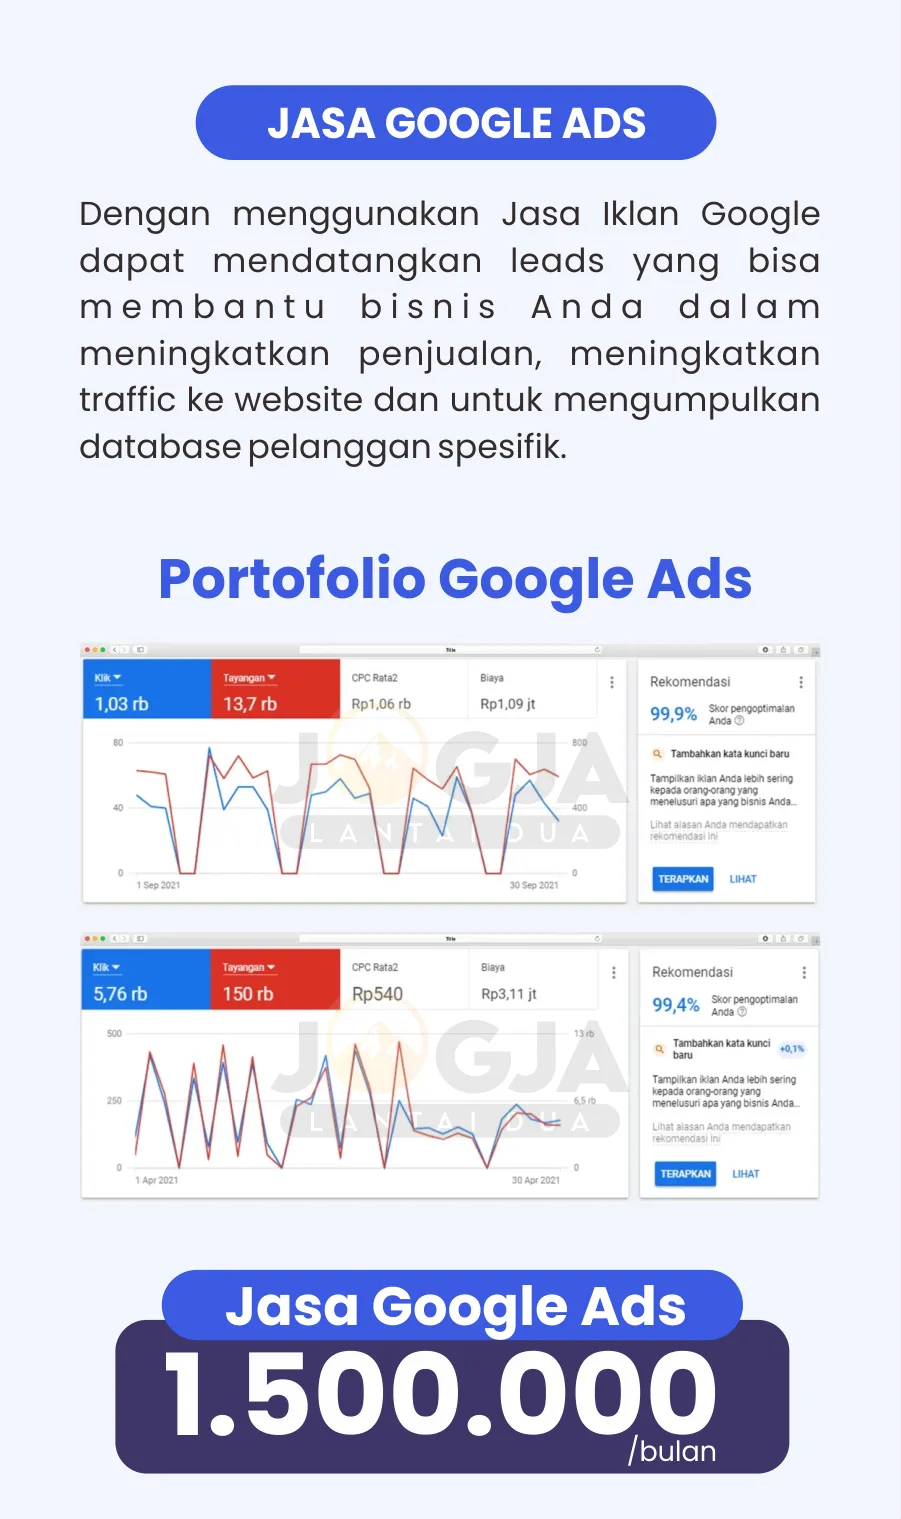 JASA GOOGLE ADS
Dengan menggunakan Jasa Iklan Google
dapat mendatangkan leads yang bisa
membantu bisnis Anda dalam
meningkatkan penjualan, meningkatkan
traffic ke website dan untuk mengumpulkan
database pelanggan spesifik.
Portofolio Google Ads
Title
Klik Tayangan CPC Rata2 Biaya
1,03 rb 13,7 rb Rp1,06 rb Rp1,09 jt
80 800
40 400
0 0
1 Sep 2021 30 Sep 2021
JOGJA
LANTAI DUA
Rekomendasi
99,9% Skor pengoptimalan
Anda
Tambahkan kata kunci baru
Tampilkan iklan Anda lebih sering
kepada orang-orang yang
menelusuri apa yang bisnis Anda...
Lihat alasan Anda mendapatkan
rekomendasi ini
TERAPKAN LIHAT
Title
Klik Tayangan CPC Rata2 Biaya
5,76 rb 150 rb Rp540 Rp3,11 jt
500 13 rb
250 6,5 rb
0 0
1 Apr 2021 30 Apr 2021
JOGJA
LANTAI DUA
Rekomendasi
99,4% Skor pengoptimalan
Anda
Tambahkan kata kunci
baru +0,1%
Tampilkan iklan Anda lebih sering
kepada orang-orang yang
menelusuri apa yang bisnis Anda...
Lihat alasan Anda mendapatkan
rekomendasi ini
TERAPKAN LIHAT
Jasa Google Ads
1.500.000
/bulan